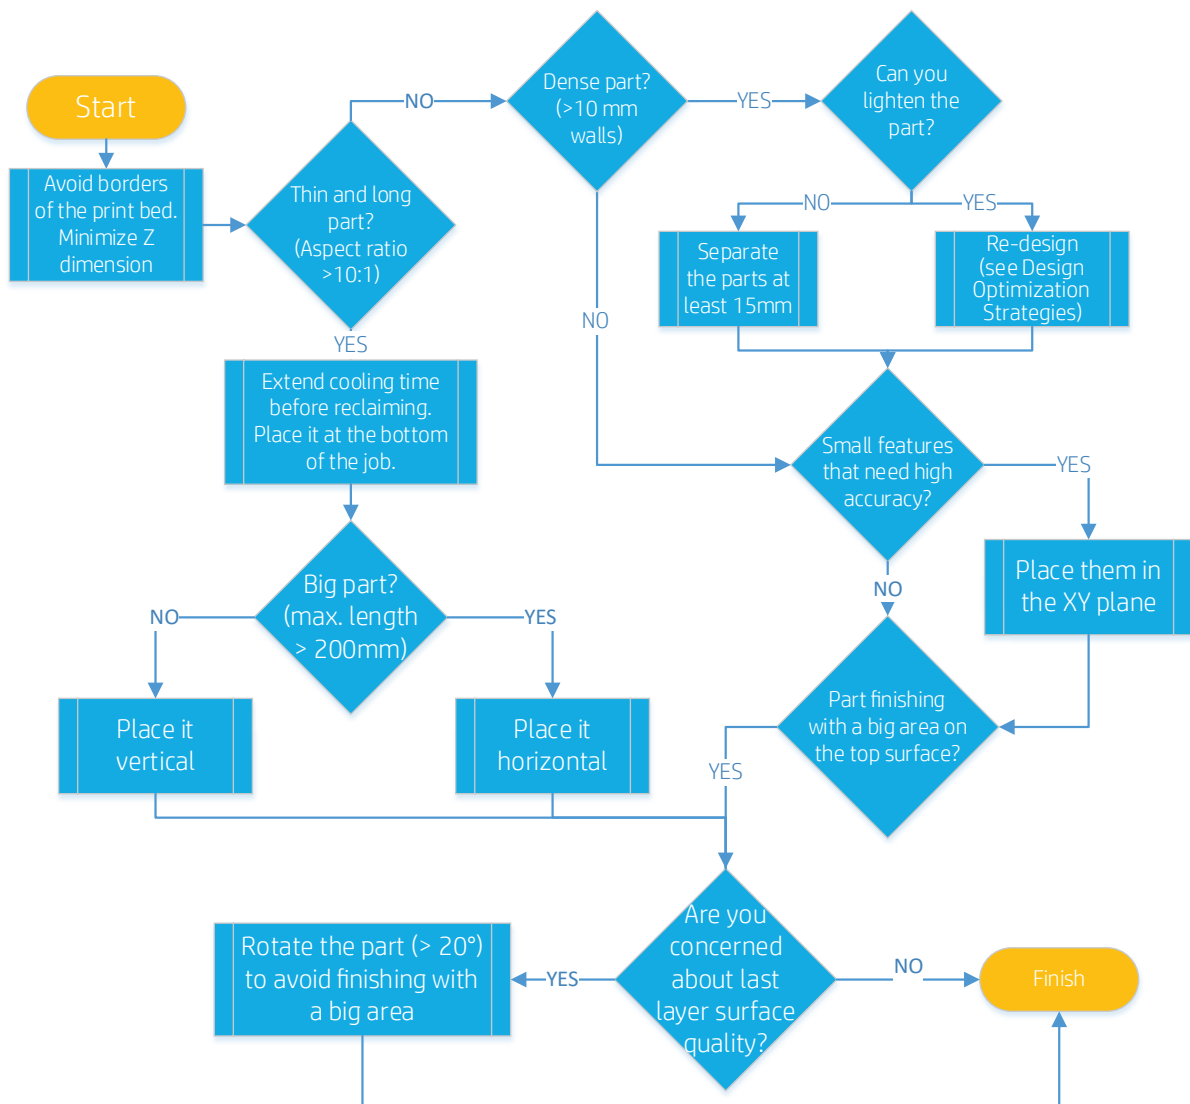 Start
Avoid borders
of the print bed.
Minimize Z
dimension
Thin and long
part?
(Aspect ratio
>10:1)
NO
Dense part?
(>10 mm
walls)
YES
Can you
lighten the
part?
NO
YES
Separate
the parts at
least 15mm
Re-design
(see Design
Optimization
Strategies)
NO
YES
Extend cooling time
before reclaiming.
Place it at the bottom
of the job.
Small features
that need high
accuracy?
YES
Place them in
the XY plane
NO
Big part?
(max. length
> 200mm)
NO
YES
Place it
vertical
Place it
horizontal
Part finishing
with a big area on
the top surface?
YES
Are you
concerned
about last
layer surface
quality?
YES
NO
Rotate the part (> 20°)
to avoid finishing with
a big area
Finish